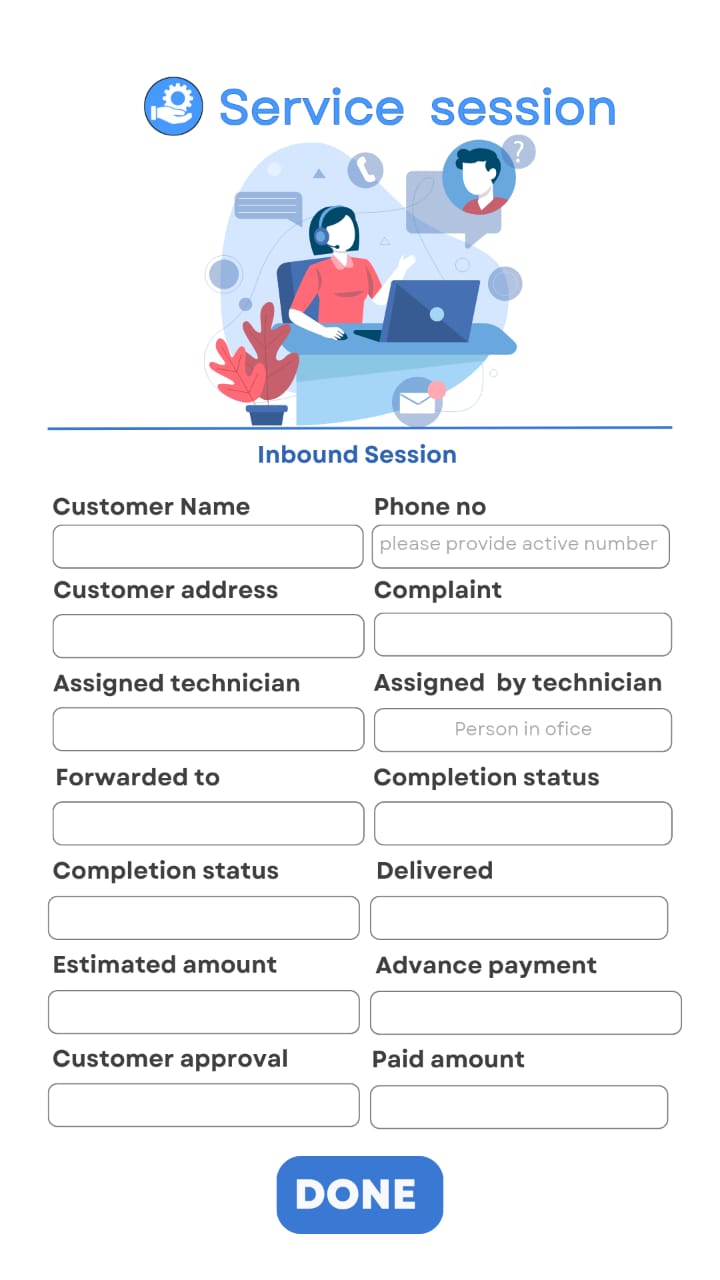 Service session
?
Inbound Session
Customer Name
Phone no
please provide active number
Customer address
Complaint
Assigned technician
Assigned by technician
Person in ofice
Forwarded to
Completion status
Completion status
Delivered
Estimated amount
Advance payment
Customer approval
Paid amount
DONE